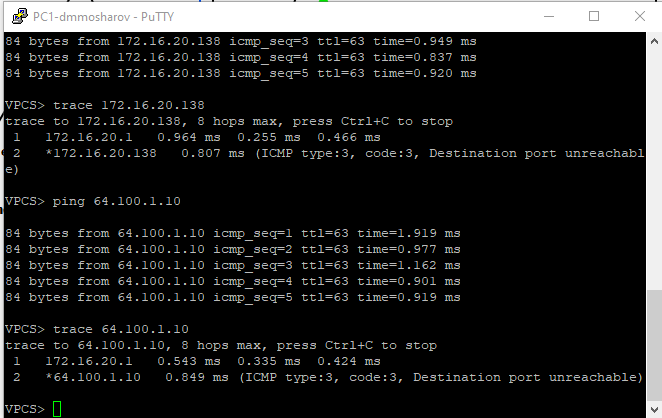 PC1-dmmosharov - PuTTY
84 bytes from 172.16.20.138 icmp_seq=3 ttl=63 time=0.949 ms
84 bytes from 172.16.20.138 icmp_seq=4 ttl=63 time=0.837 ms
84 bytes from 172.16.20.138 icmp_seq=5 ttl=63 time=0.920 ms
VPCS> trace 172.16.20.138
trace to 172.16.20.138, 8 hops max, press Ctrl+C to stop
1 172.16.20.1 0.964 ms 0.255 ms 0.466 ms
2 *172.16.20.138 0.807 ms (ICMP type:3, code:3, Destination port unreachabl
e)
VPCS> ping 64.100.1.10
84 bytes from 64.100.1.10 icmp_seq=1 ttl=63 time=1.919 ms
84 bytes from 64.100.1.10 icmp_seq=2 ttl=63 time=0.977 ms
84 bytes from 64.100.1.10 icmp_seq=3 ttl=63 time=1.162 ms
84 bytes from 64.100.1.10 icmp_seq=4 ttl=63 time=0.901 ms
84 bytes from 64.100.1.10 icmp_seq=5 ttl=63 time=0.919 ms
VPCS> trace 64.100.1.10
trace to 64.100.1.10, 8 hops max, press Ctrl+C to stop
1 172.16.20.1 0.543 ms 0.335 ms 0.424 ms
2 *64.100.1.10 0.849 ms (ICMP type:3, code:3, Destination port unreachable)
VPCS>